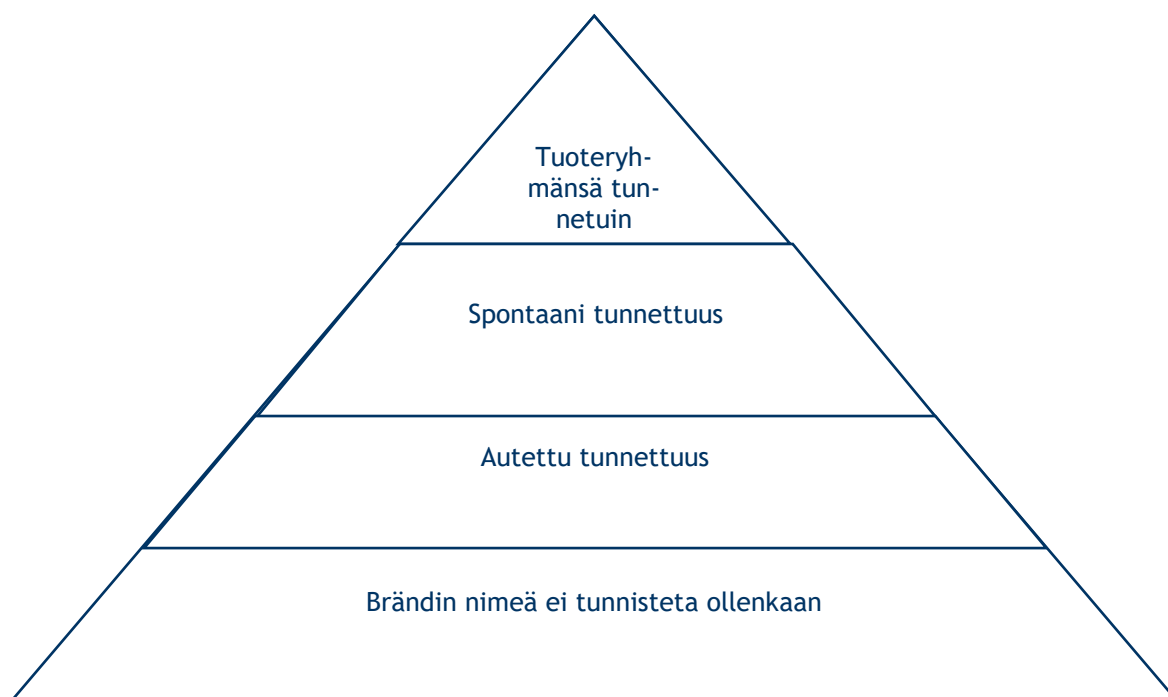 Tuoteryh-
mänsä tun-
netuin
Spontaani tunnettuus
Autettu tunnettuus
Brändin nimeä ei tunnisteta ollenkaan